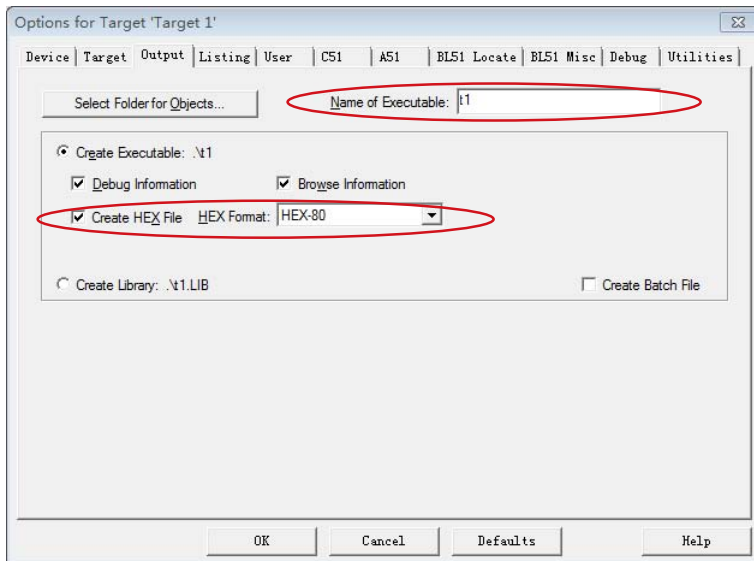 Options for Target 'Target 1'
Device Target Output Listing User C51 A51 BL51 Locate BL51 Misc Debug Utilities
Select Folder for Objects... Name of Executable: t1
Create Executable: .\t1
Debug Information Browse Information
Create HEX File HEX Format: HEX-80
Create Library: .\t1.LIB Create Batch File
OK Cancel Defaults Help